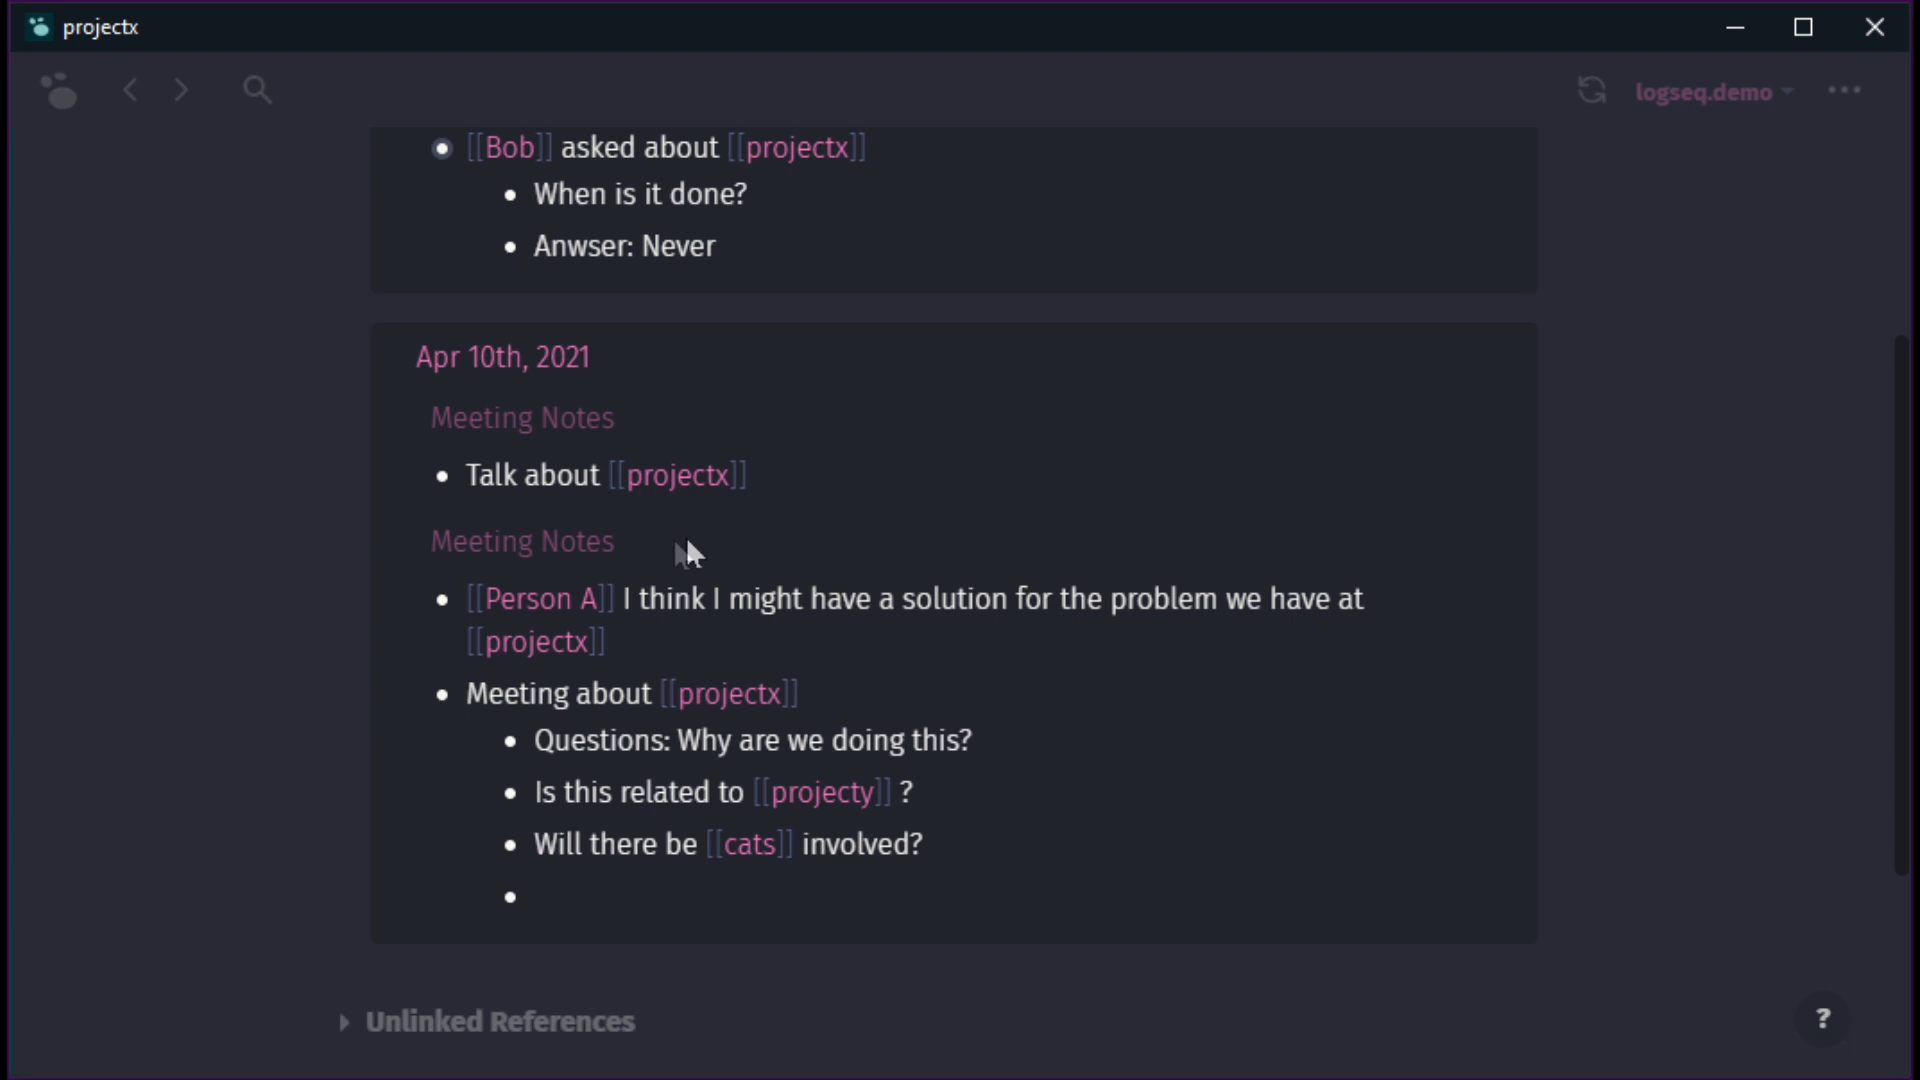 projectx
logseq.demo
[[Bob]] asked about [[projectx]]
When is it done?
Anwser: Never
Apr 10th, 2021
Meeting Notes
Talk about [[projectx]]
Meeting Notes
[[Person A]] I think I might have a solution for the problem we have at
[[projectx]]
Meeting about [[projectx]]
Questions: Why are we doing this?
Is this related to [[projecty]] ?
Will there be [[cats]] involved?
Unlinked References
?